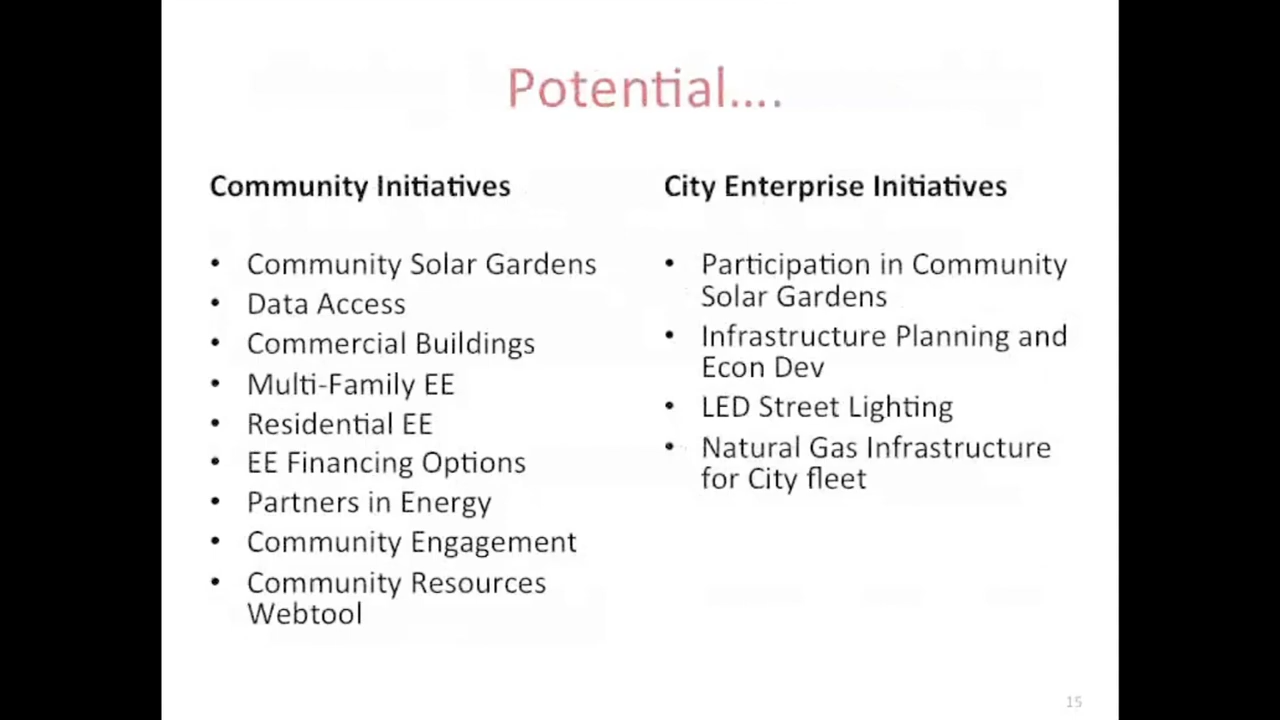 Potential....
Community Initiatives
• Community Solar Gardens
• Data Access
• Commercial Buildings
• Multi-Family EE
• Residential EE
• EE Financing Options
• Partners in Energy
• Community Engagement
• Community Resources
Webtool
City Enterprise Initiatives
• Participation in Community
Solar Gardens
• Infrastructure Planning and
Econ Dev
• LED Street Lighting
• Natural Gas Infrastructure
for City fleet
15